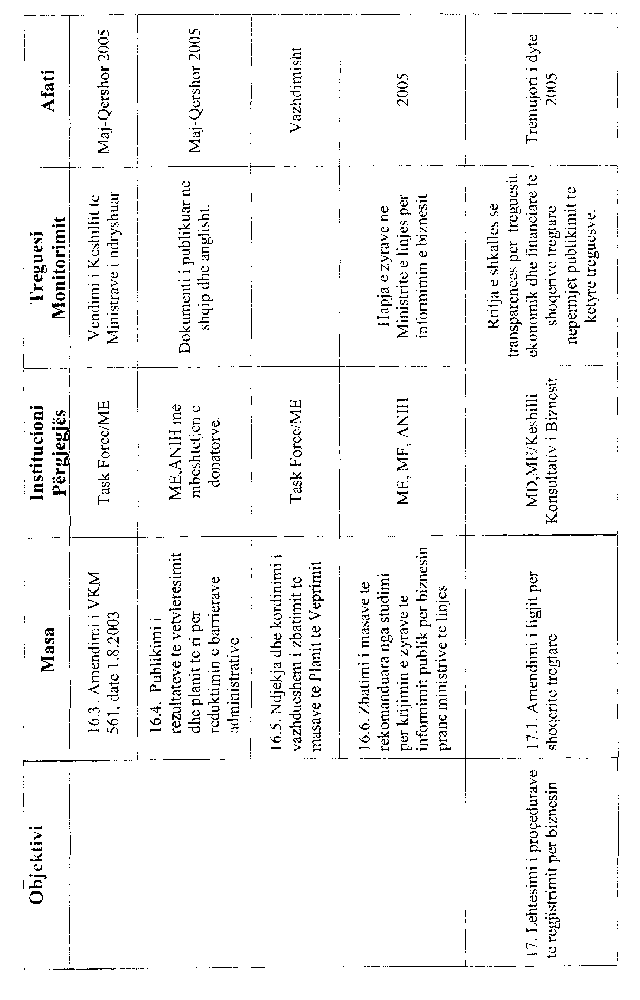 Objektivi
Masa
Institucioni
Përgjegjës
Treguesi
Monitorimit
Afati
16.3. Amendimi i VKM
561, date 1.8.2003
Task Force/ME
Vendimi i Keshillit te
Ministrave i ndryshuar
Maj-Qershor 2005
16.4. Publikimi i
rezultateve te vetvleresimit
dhe planit te ri per
reduktimin e barrierave
administrative
ME,ANIH me
mbeshtetjen e
donatorve.
Dokumenti i publikuar ne
shqip dhe anglisht.
Maj-Qershor 2005
16.5. Ndjekja dhe kordinimi i
vazhdueshem i zbatimit te
masave te Planit te Veprimit
Task Force/ME
Vazhdimisht
16.6. Zbatimi i masave te
rekomanduara nga studimi
per krijimin e zyrave te
informimit publik per biznesin
prane ministrive te linjes
ME, MF, ANIH
Hapja e zyrave ne
Ministrite e linjes per
informimin e biznesit
2005
17. Lehtesimi i proçedurave
te regjistrimit per biznesin
17.1. Amendimi i ligjit per
shoqerite tregtare
MD,ME/Keshilli
Konsultativ i Biznesit
Rritja e shkalles se
transparences per treguesit
ekonomik dhe financiare te
shoqerive tregtare
nepermjet publikimit te
ketyre treguesve.
Tremujori i dyte
2005